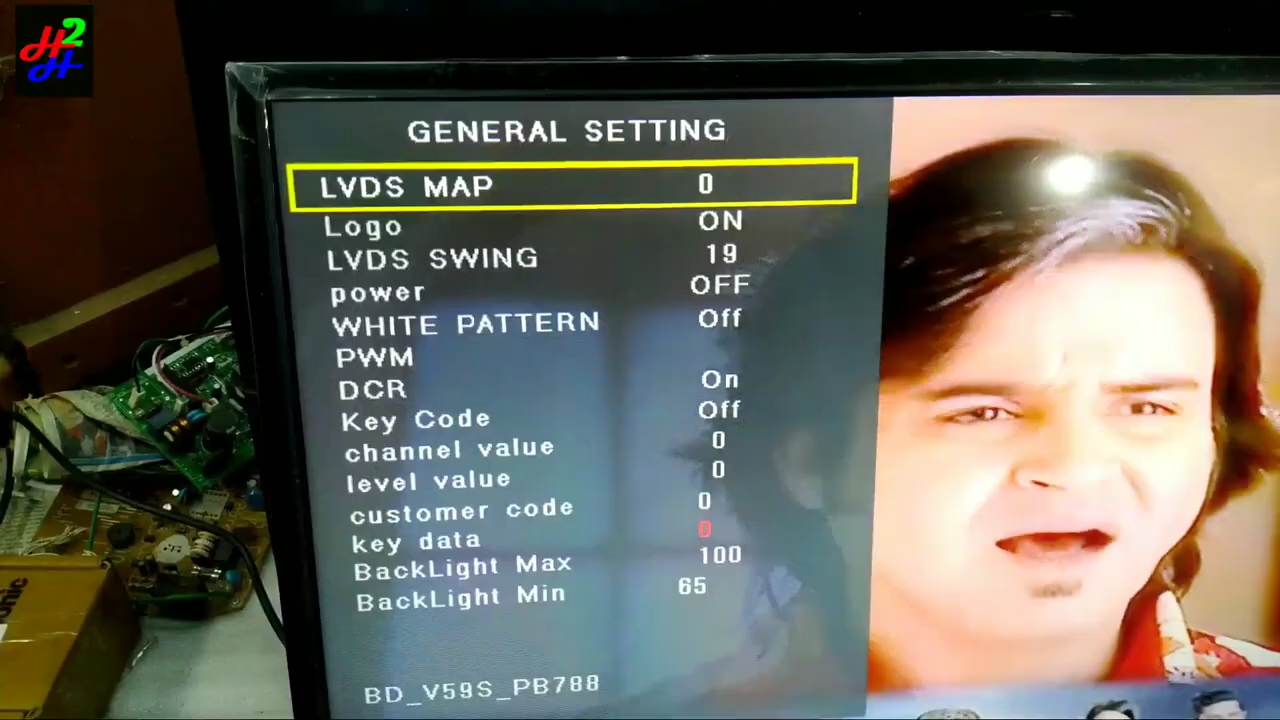 H2H
GENERAL SETTING
LVDS MAP 0
Logo ON
LVDS SWING 19
power OFF
WHITE PATTERN Off
PWM
DCR On
Key Code Off
channel value 0
level value 0
customer code 0
key data 0
BackLight Max 100
BackLight Min 65
BD_V59S_PB788